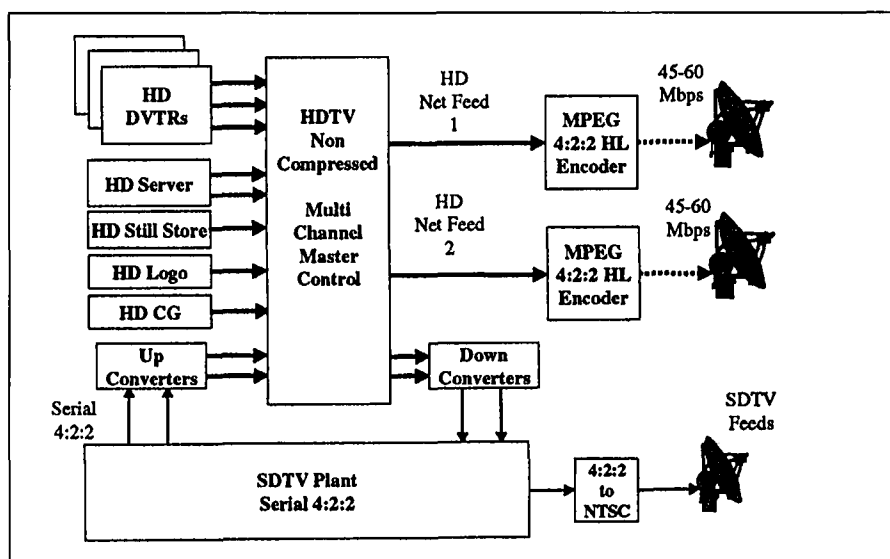 HD
DVTRs
HD Server
HD Still Store
HD Logo
HD CG
Up
Converters
Serial
4:2:2
HDTV
Non
Compressed
Multi
Channel
Master
Control
HD
Net Feed
1
MPEG
4:2:2 HL
Encoder
45-60
Mbps
HD
Net Feed
2
MPEG
4:2:2 HL
Encoder
45-60
Mbps
Down
Converters
SDTV Plant
Serial 4:2:2
4:2:2
to
NTSC
SDTV
Feeds